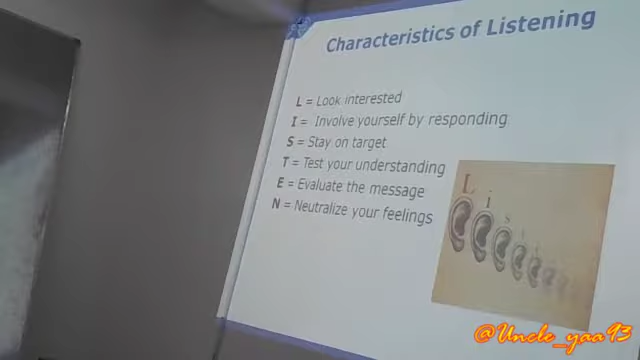 Characteristics of Listening
L = Look interested
I = Involve yourself by responding
S = Stay on target
T = Test your understanding
E = Evaluate the message
N = Neutralize your feelings
L i s t
@Uncle_yaa93